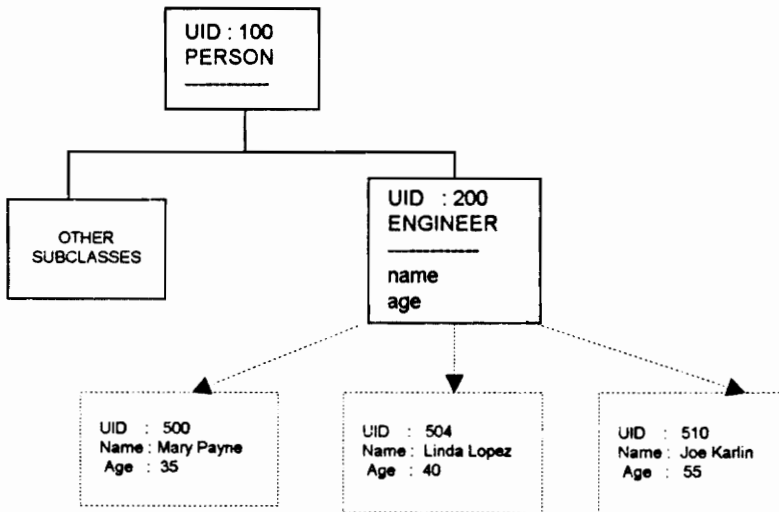 UID : 100
PERSON
OTHER
SUBCLASSES
UID : 200
ENGINEER
name
age
UID : 500
Name : Mary Payne
Age : 35
UID : 504
Name : Linda Lopez
Age : 40
UID : 510
Name : Joe Karlin
Age : 55